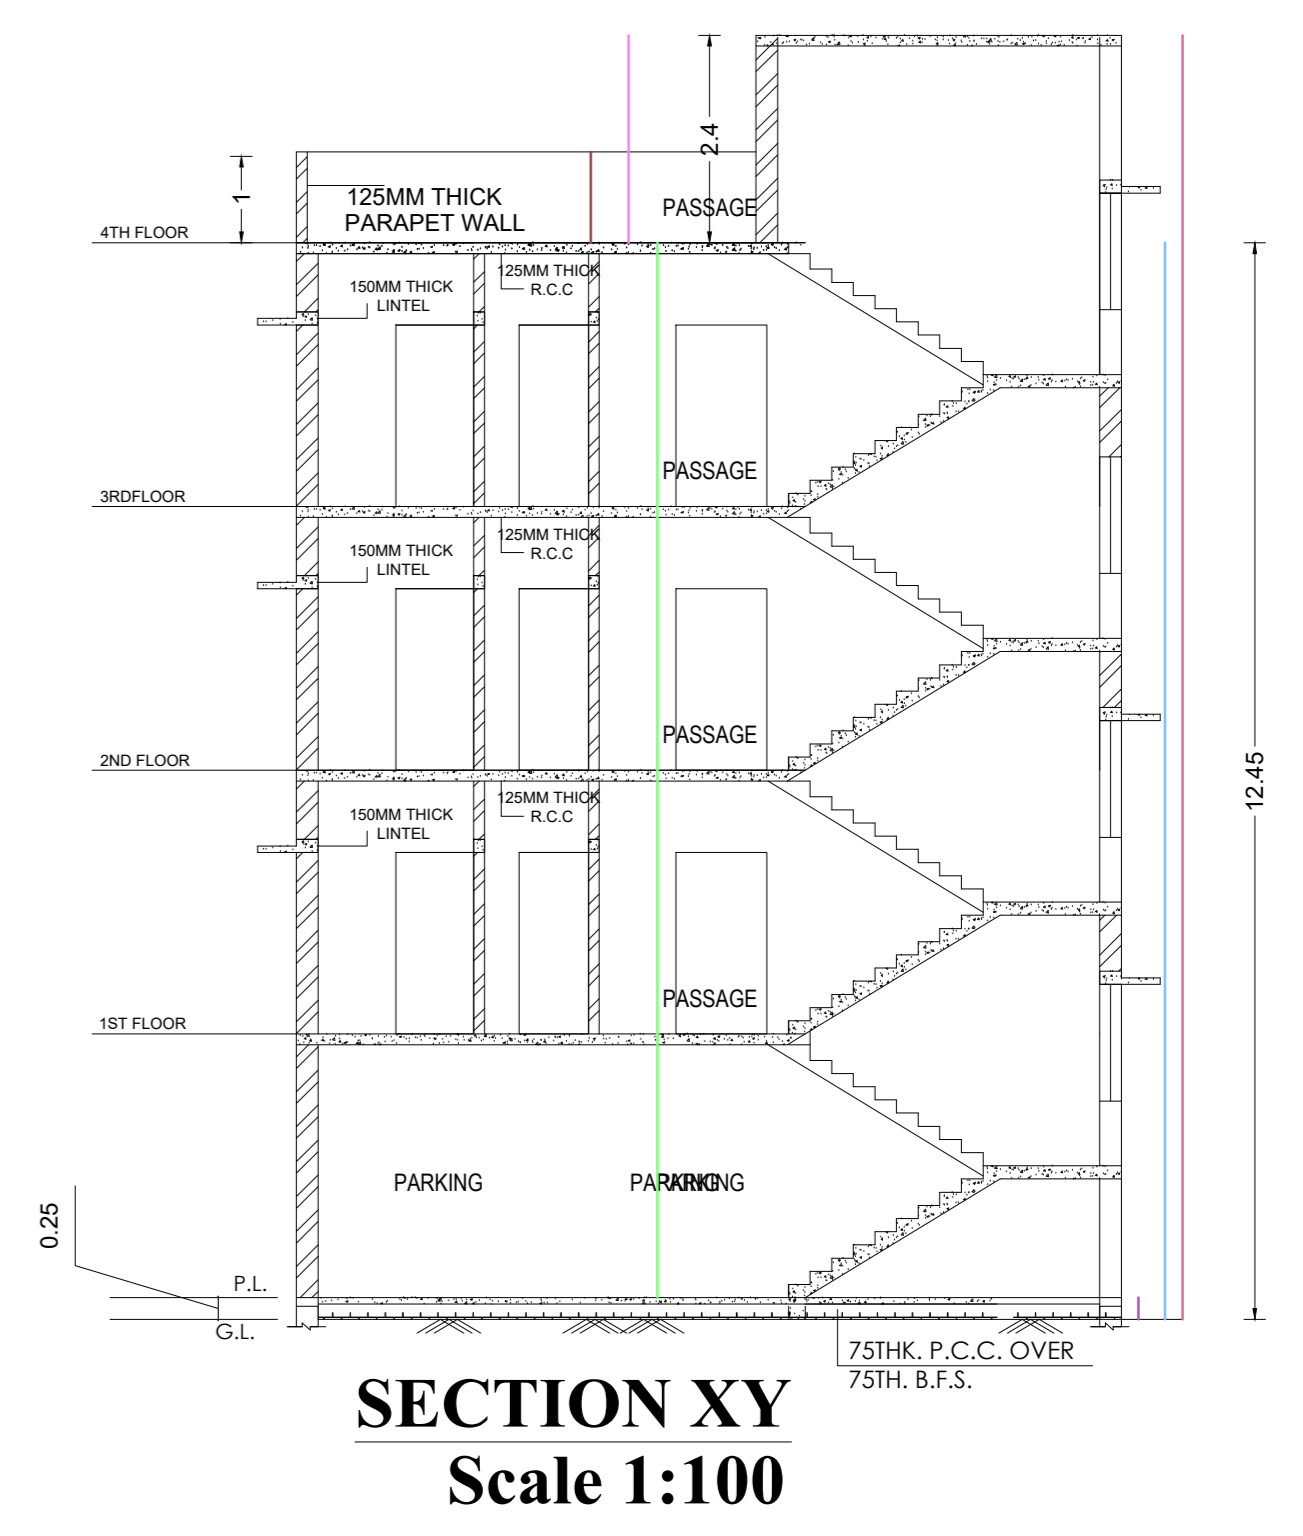 2.4
1
125MM THICK
PARAPET WALL
PASSAGE
4TH FLOOR
125MM THICK
R.C.C
150MM THICK
LINTEL
PASSAGE
3RDFLOOR
125MM THICK
R.C.C
150MM THICK
LINTEL
PASSAGE
2ND FLOOR
12.45
125MM THICK
R.C.C
150MM THICK
LINTEL
PASSAGE
1ST FLOOR
PARKING
PARKING
PARKING
0.25
P.L.
G.L.
75THK. P.C.C. OVER
75TH. B.F.S.
SECTION XY
Scale 1:100